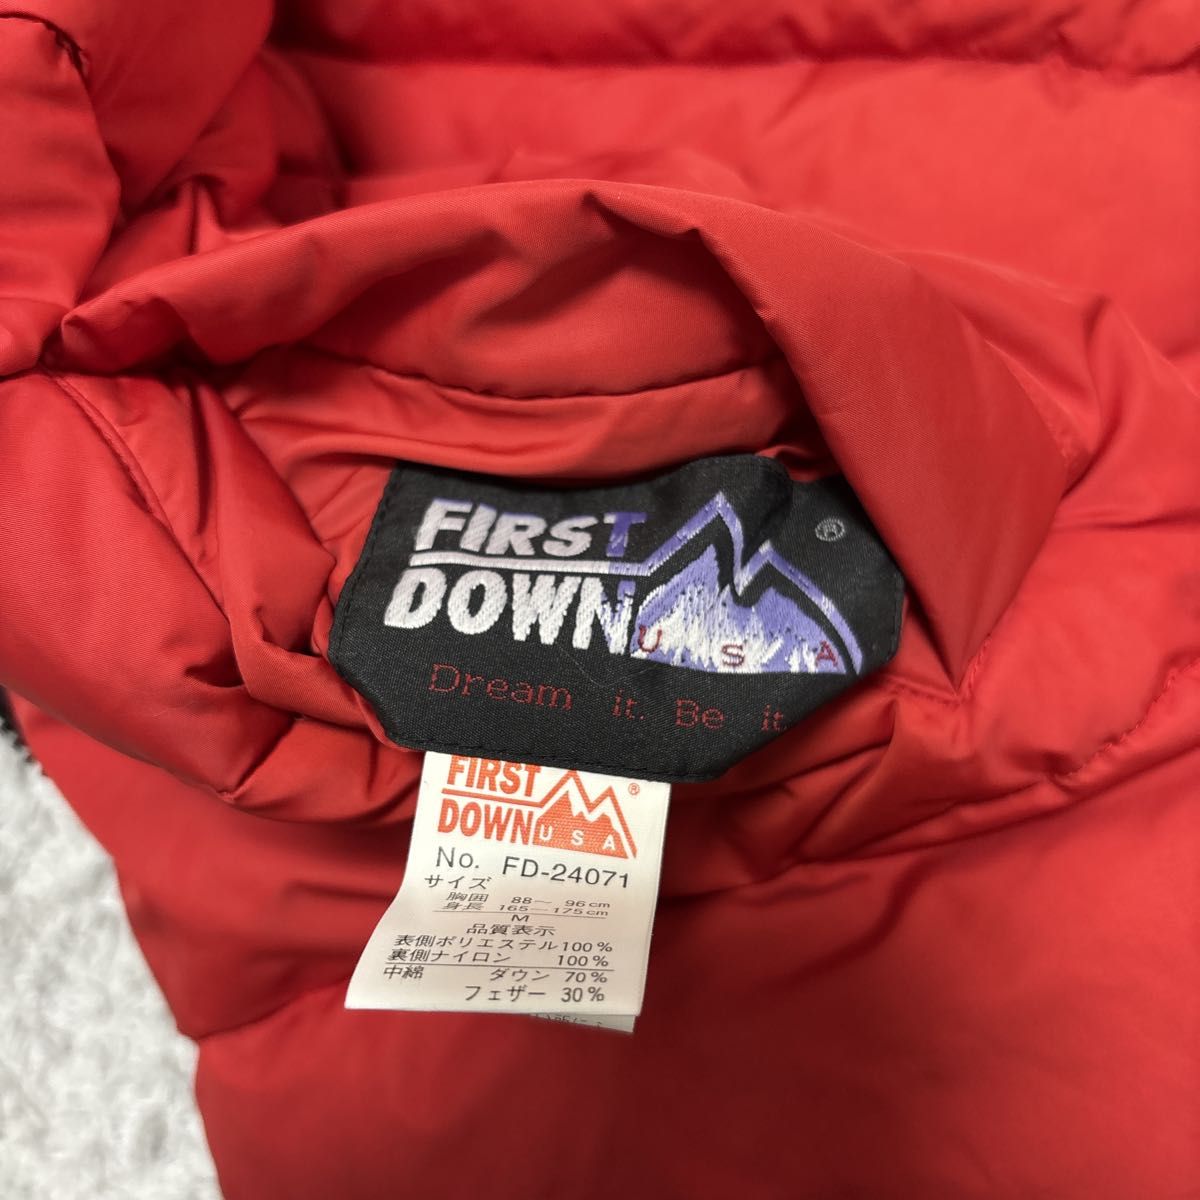 FIRST
DOWN
USA
®
Dream it. Be it.
FIRST
DOWN USA ®
No. FD-24071
サイズ
胸囲 88～ 96cm
身長 165―175cm
M
品質表示
表側ポリエステル100%
裏側ナイロン 100%
中綿 ダウン 70%
フェザー 30%